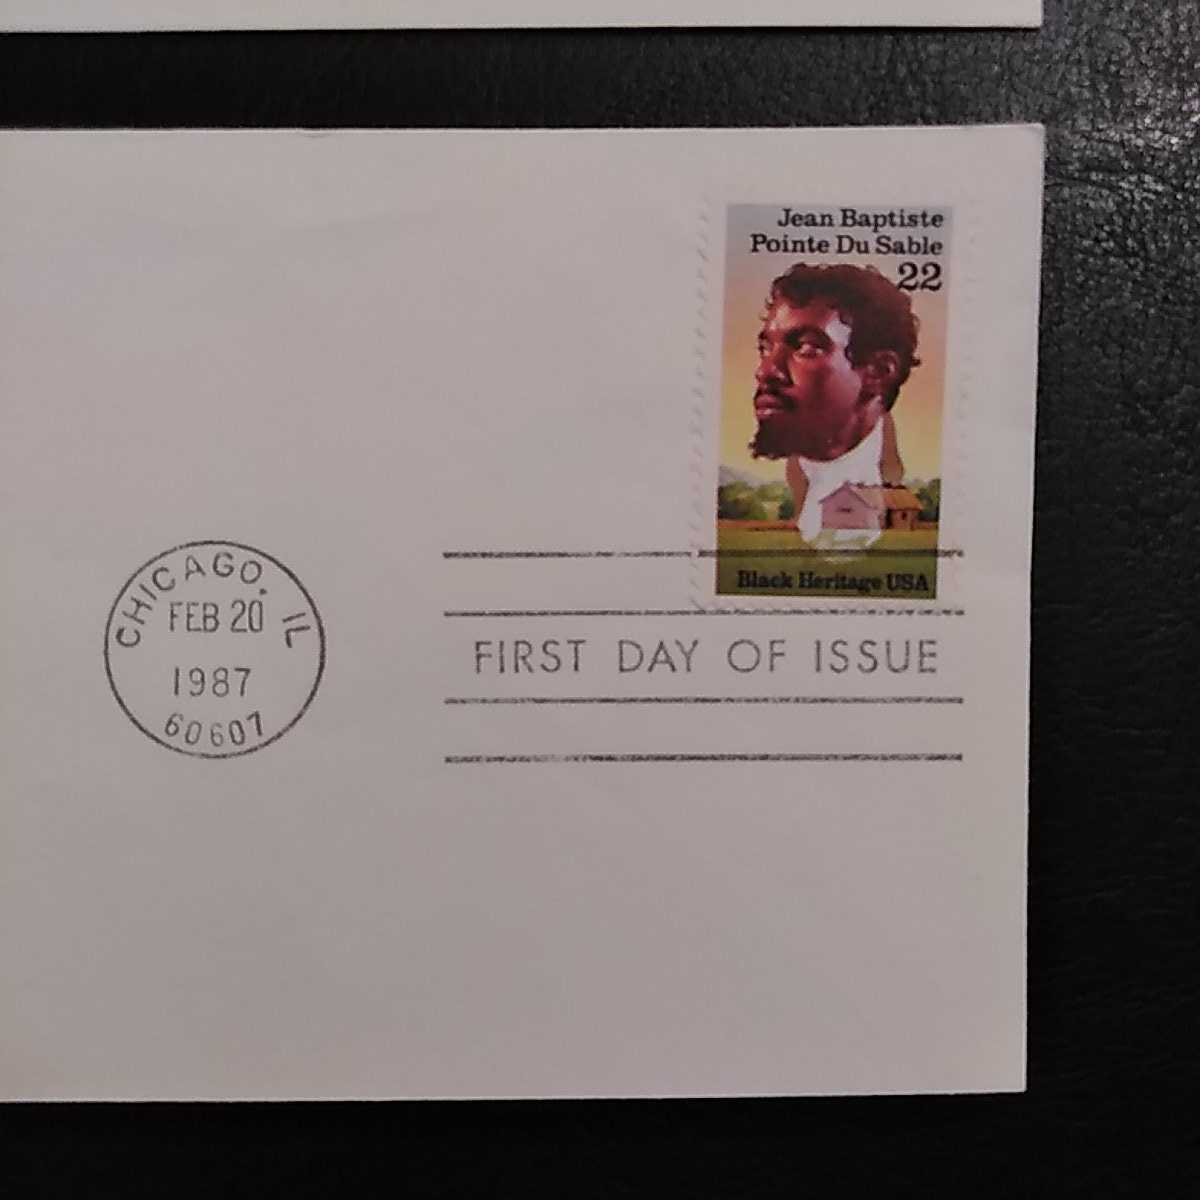 Jean Baptiste
Pointe Du Sable
22
Black Heritage USA
CHICAGO, IL
FEB 20
1987
60607
FIRST DAY OF ISSUE